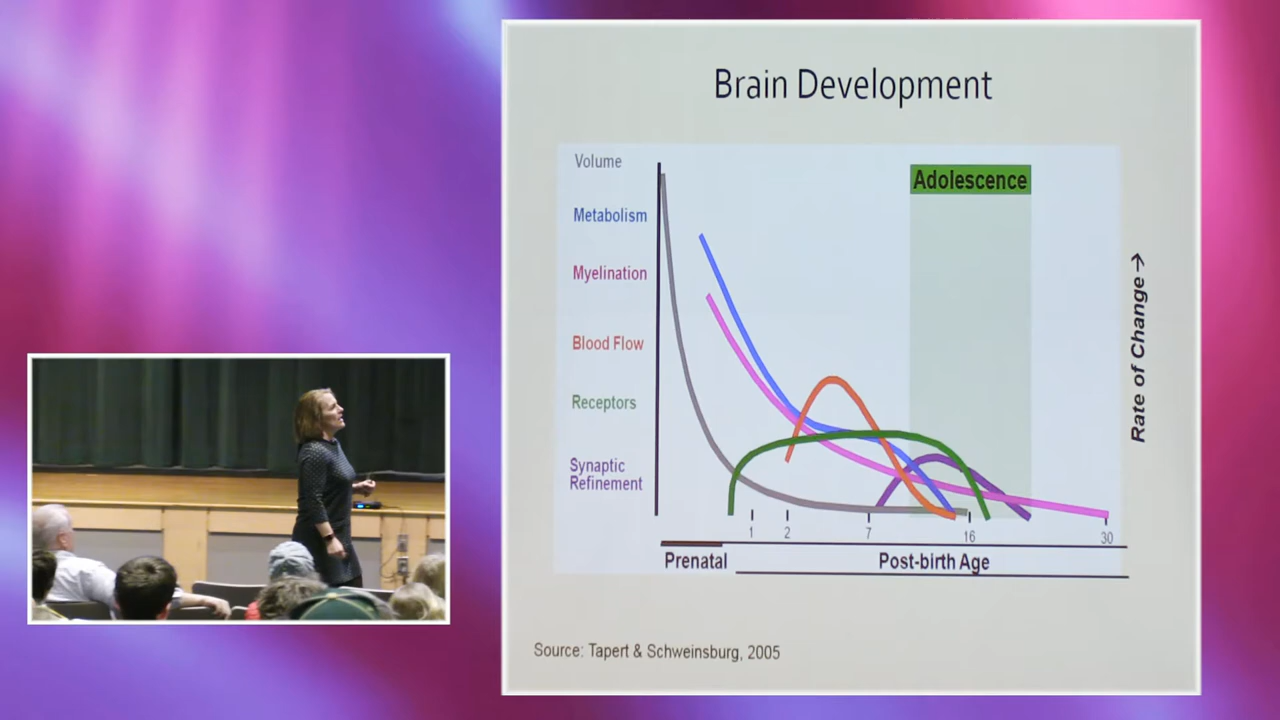 Brain Development
Volume
Metabolism
Myelination
Blood Flow
Receptors
Synaptic
Refinement
Adolescence
Rate of Change →
1 2 7 16 30
Prenatal
Post-birth Age
Source: Tapert & Schweinsburg, 2005